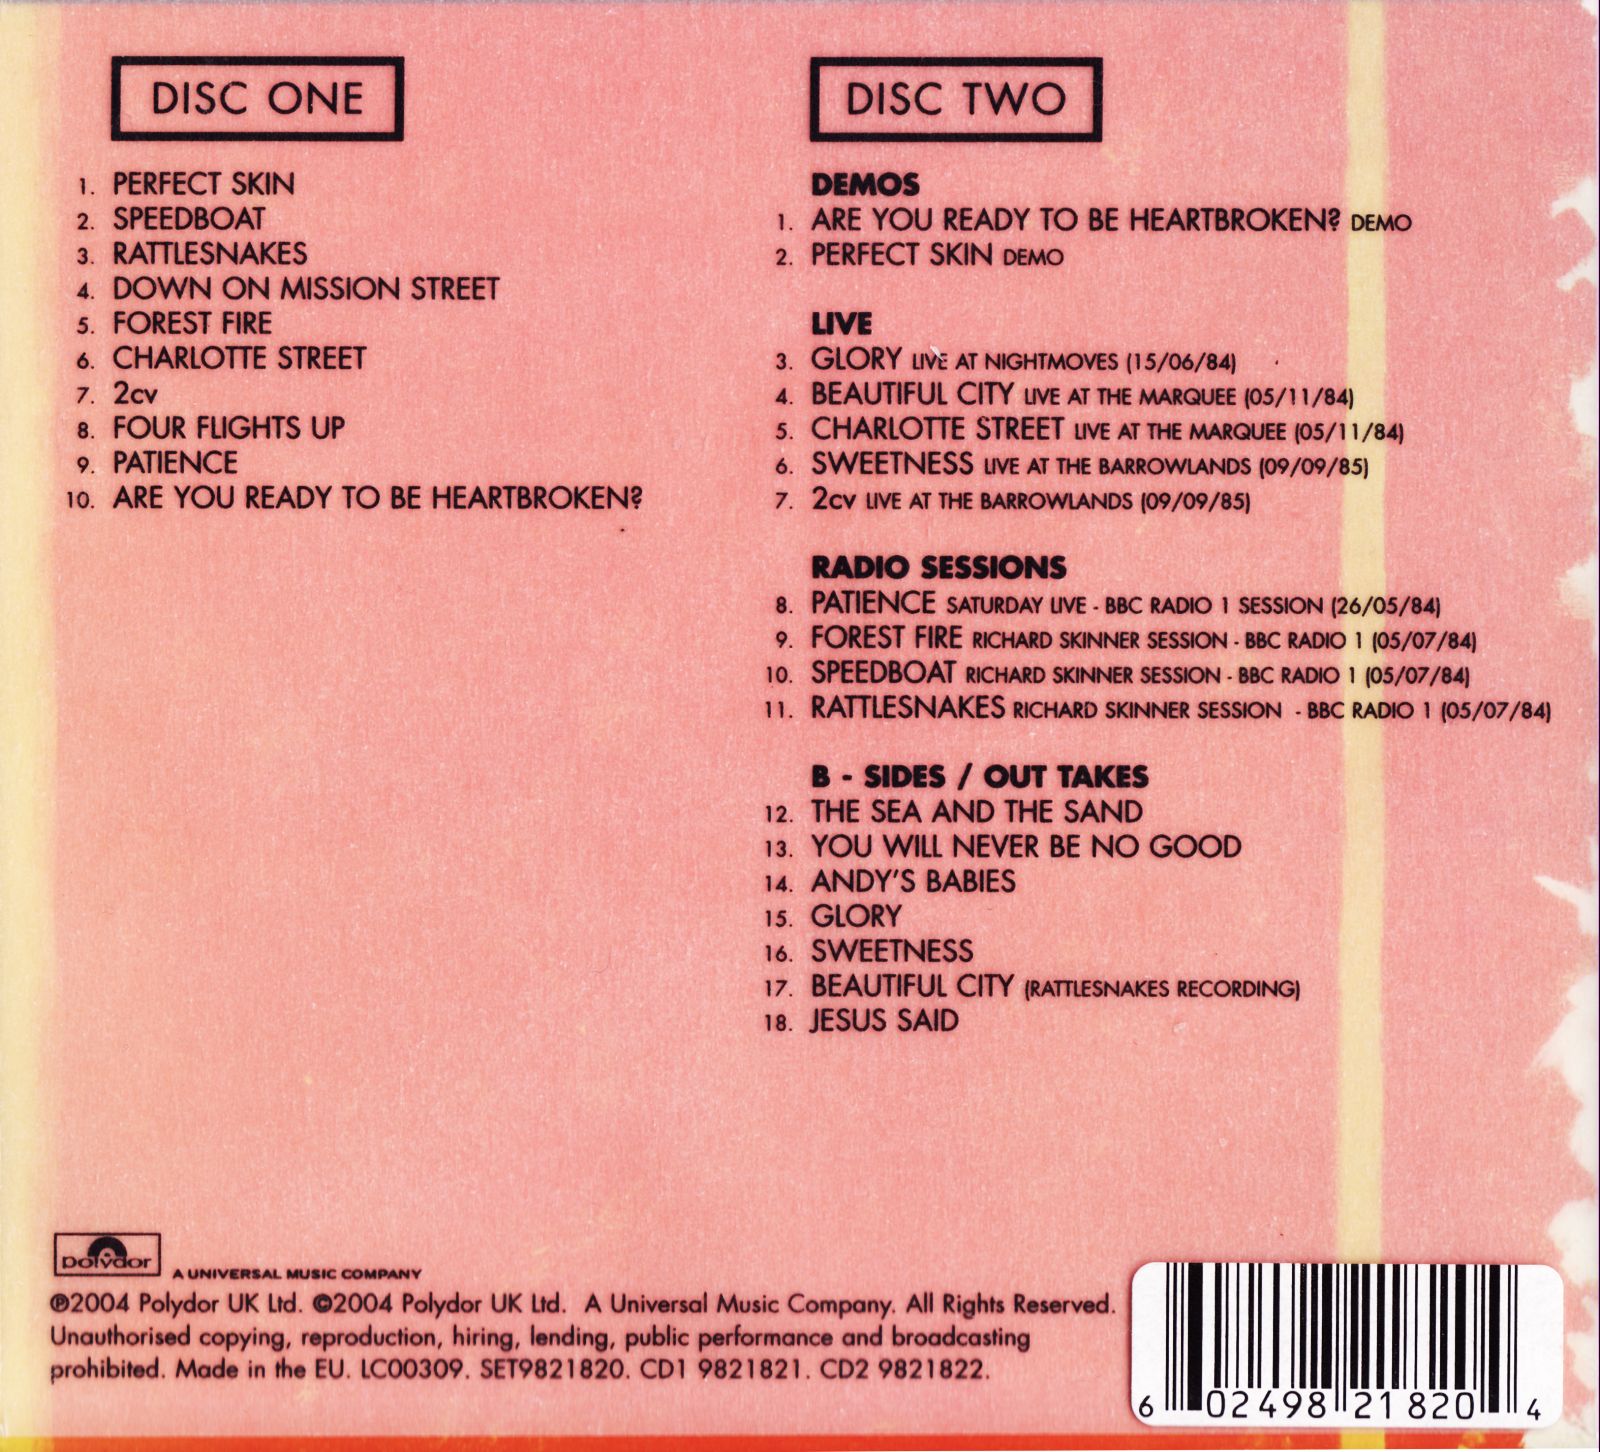 DISC ONE
1. PERFECT SKIN
2. SPEEDBOAT
3. RATTLESNAKES
4. DOWN ON MISSION STREET
5. FOREST FIRE
6. CHARLOTTE STREET
7. 2cv
8. FOUR FLIGHTS UP
9. PATIENCE
10. ARE YOU READY TO BE HEARTBROKEN?
DISC TWO
DEMOS
1. ARE YOU READY TO BE HEARTBROKEN? DEMO
2. PERFECT SKIN DEMO
LIVE
3. GLORY LIVE AT NIGHTMOVES (15/06/84)
4. BEAUTIFUL CITY LIVE AT THE MARQUEE (05/11/84)
5. CHARLOTTE STREET LIVE AT THE MARQUEE (05/11/84)
6. SWEETNESS LIVE AT THE BARROWLANDS (09/09/85)
7. 2cv LIVE AT THE BARROWLANDS (09/09/85)
RADIO SESSIONS
8. PATIENCE SATURDAY LIVE - BBC RADIO 1 SESSION (26/05/84)
9. FOREST FIRE RICHARD SKINNER SESSION - BBC RADIO 1 (05/07/84)
10. SPEEDBOAT RICHARD SKINNER SESSION - BBC RADIO 1 (05/07/84)
11. RATTLESNAKES RICHARD SKINNER SESSION - BBC RADIO 1 (05/07/84)
B - SIDES / OUT TAKES
12. THE SEA AND THE SAND
13. YOU WILL NEVER BE NO GOOD
14. ANDY'S BABIES
15. GLORY
16. SWEETNESS
17. BEAUTIFUL CITY (RATTLESNAKES RECORDING)
18. JESUS SAID
polydor
A UNIVERSAL MUSIC COMPANY
℗2004 Polydor UK Ltd. ©2004 Polydor UK Ltd. A Universal Music Company. All Rights Reserved.
Unauthorised copying, reproduction, hiring, lending, public performance and broadcasting
prohibited. Made in the EU. LC00309. SET9821820. CD1 9821821. CD2 9821822.
6 02498 21820 4